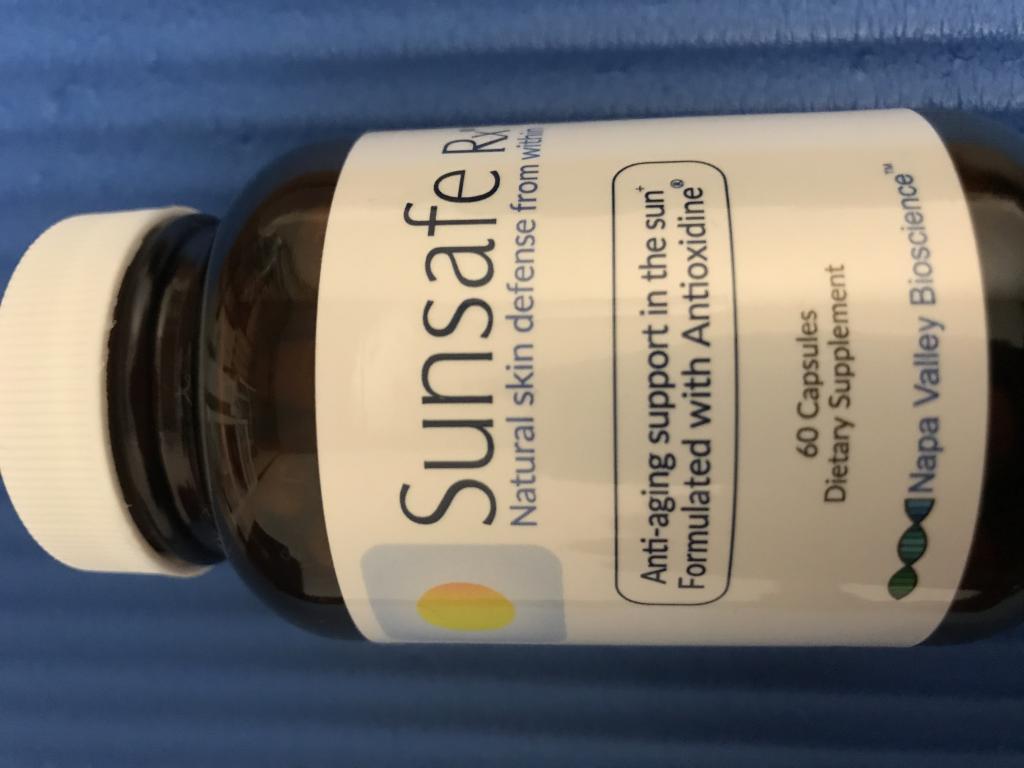 Sunsafe Rx
Natural skin defense from within
Anti-aging support in the sun⁺
Formulated with Antioxidine®
60 Capsules
Dietary Supplement
Napa Valley Bioscience™